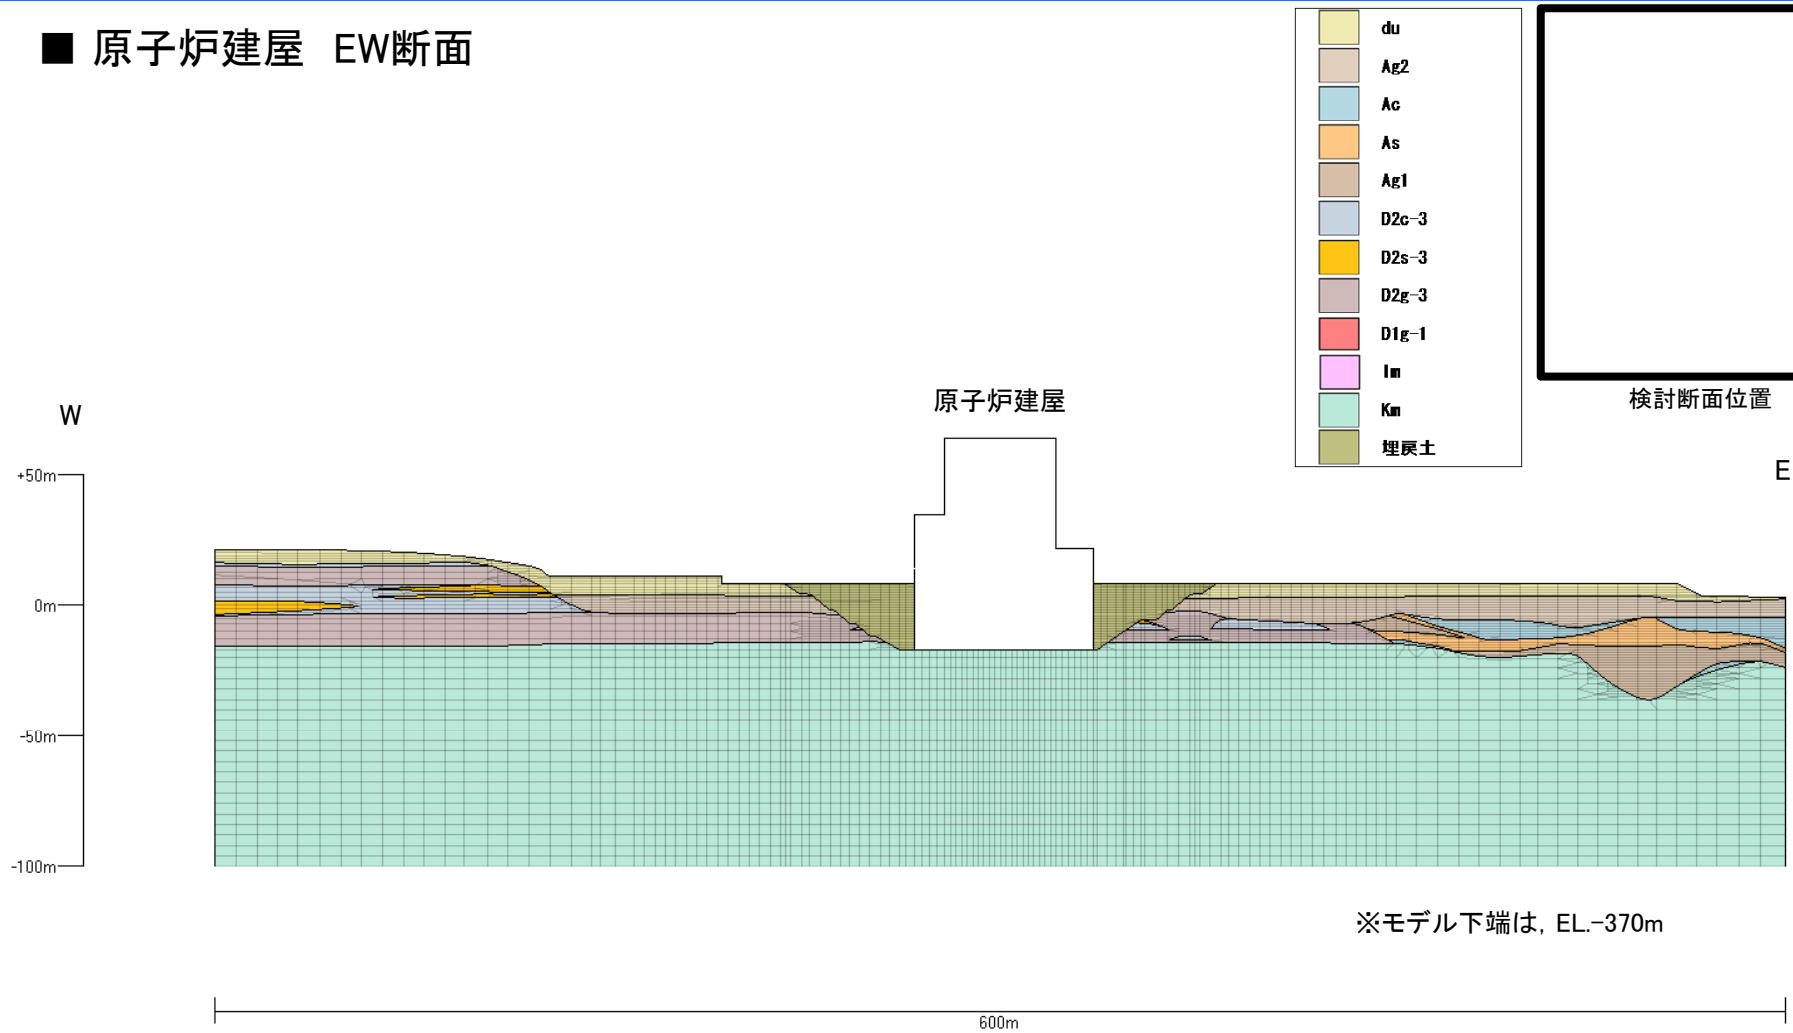 ■ 原子炉建屋 EW断面
du
Ag2
Ac
As
Ag1
D2c-3
D2s-3
D2g-3
D1g-1
lm
Km
埋戻土
検討断面位置
原子炉建屋
W
E
+50m
0m
-50m
-100m
※モデル下端は, EL.-370m
600m